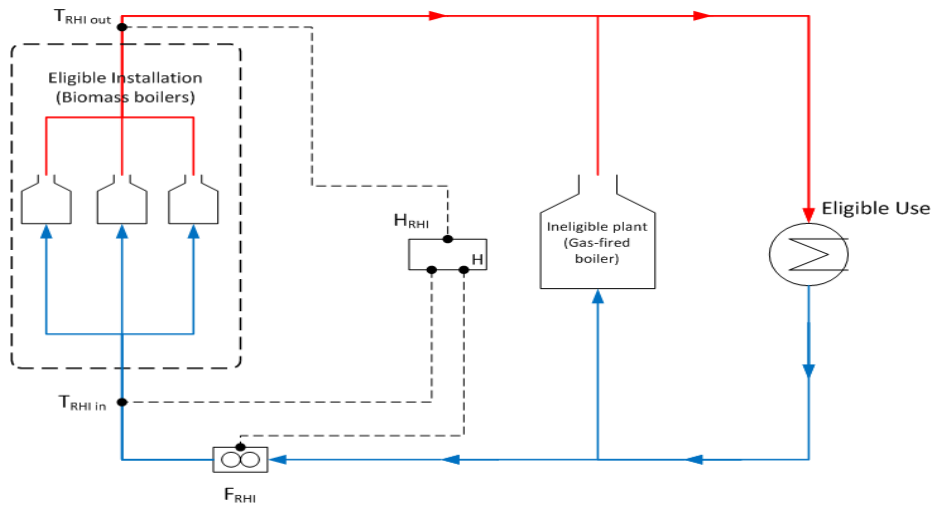 T RHI out
Eligible Installation
(Biomass boilers)
H RHI
H
Ineligible plant
(Gas-fired
boiler)
Eligible Use
T RHI in
F RHI